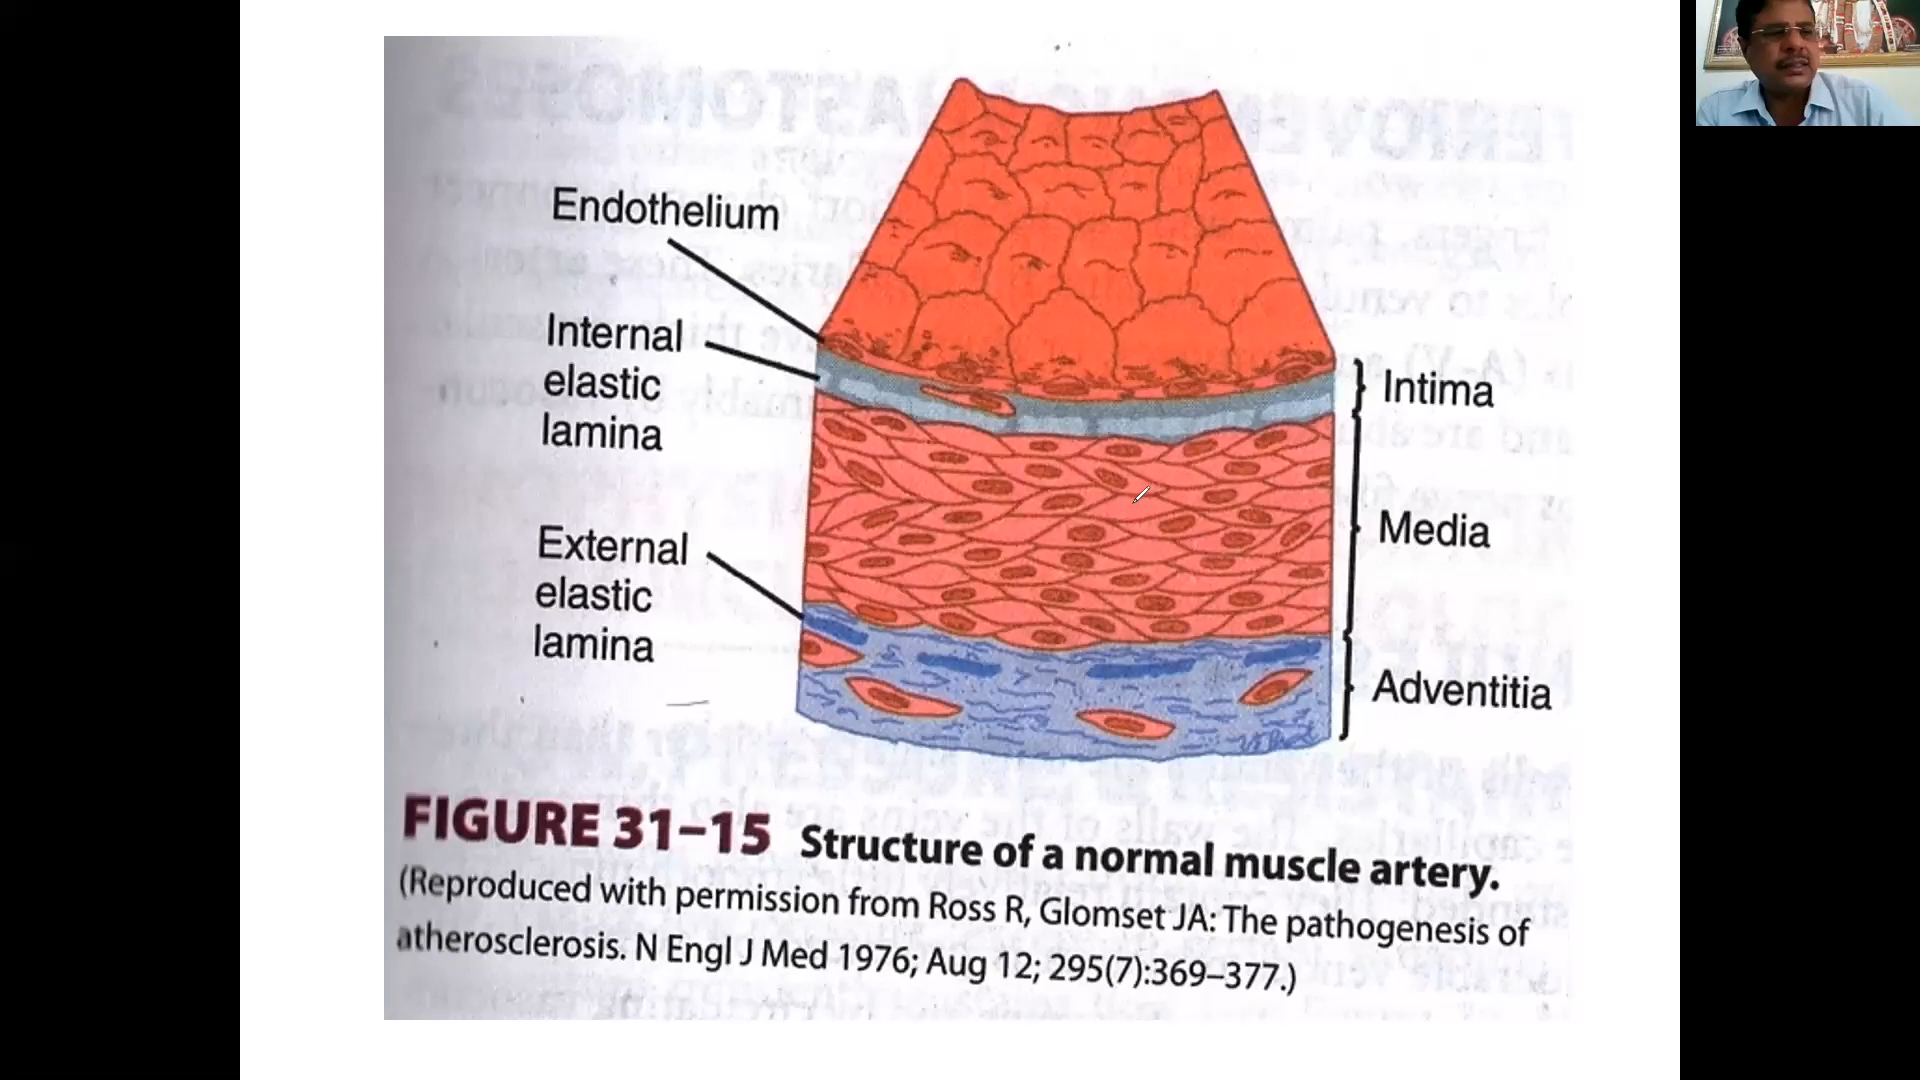 Endothelium
Internal
elastic
lamina
External
elastic
lamina
Intima
Media
Adventitia
FIGURE 31–15 Structure of a normal muscle artery.
(Reproduced with permission from Ross R, Glomset JA: The pathogenesis of
atherosclerosis. N Engl J Med 1976; Aug 12; 295(7):369–377.)